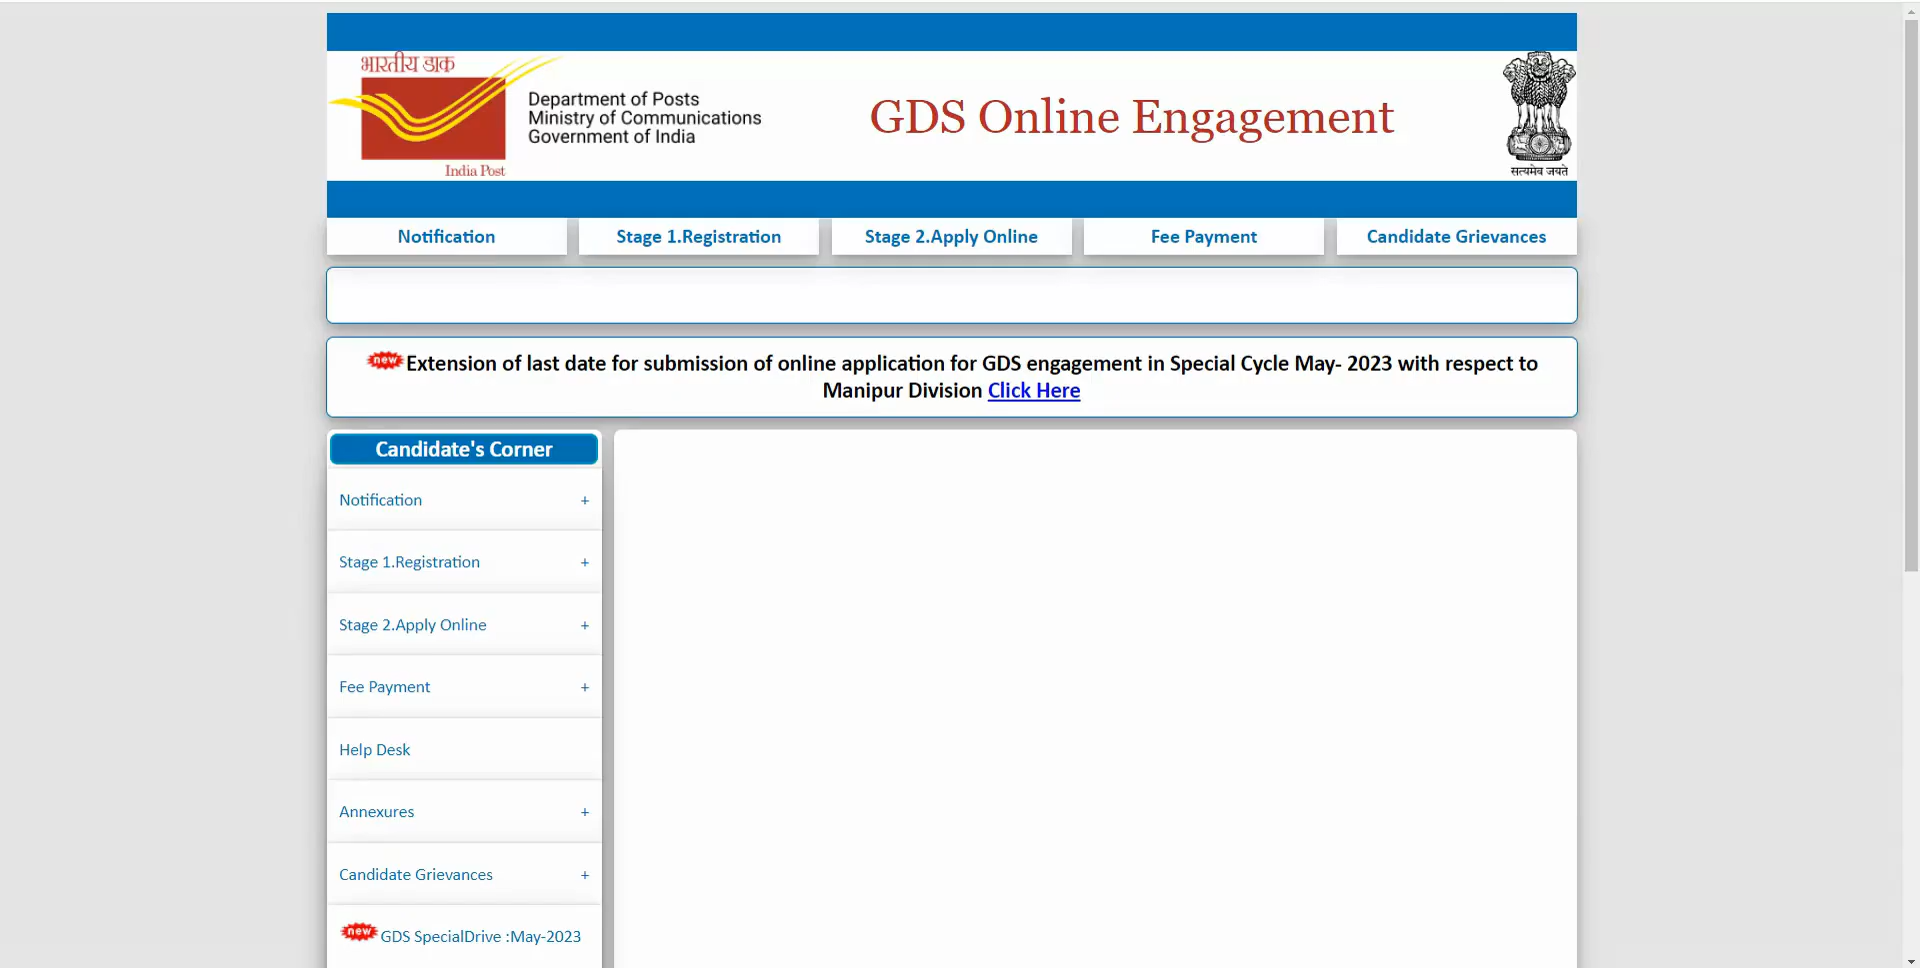 भारतीय डाक
India Post
Department of Posts
Ministry of Communications
Government of India
GDS Online Engagement
सत्यमेव जयते
Notification
Stage 1.Registration
Stage 2.Apply Online
Fee Payment
Candidate Grievances
new Extension of last date for submission of online application for GDS engagement in Special Cycle May- 2023 with respect to
Manipur Division Click Here
Candidate's Corner
Notification +
Stage 1.Registration +
Stage 2.Apply Online +
Fee Payment +
Help Desk
Annexures +
Candidate Grievances +
new GDS SpecialDrive :May-2023